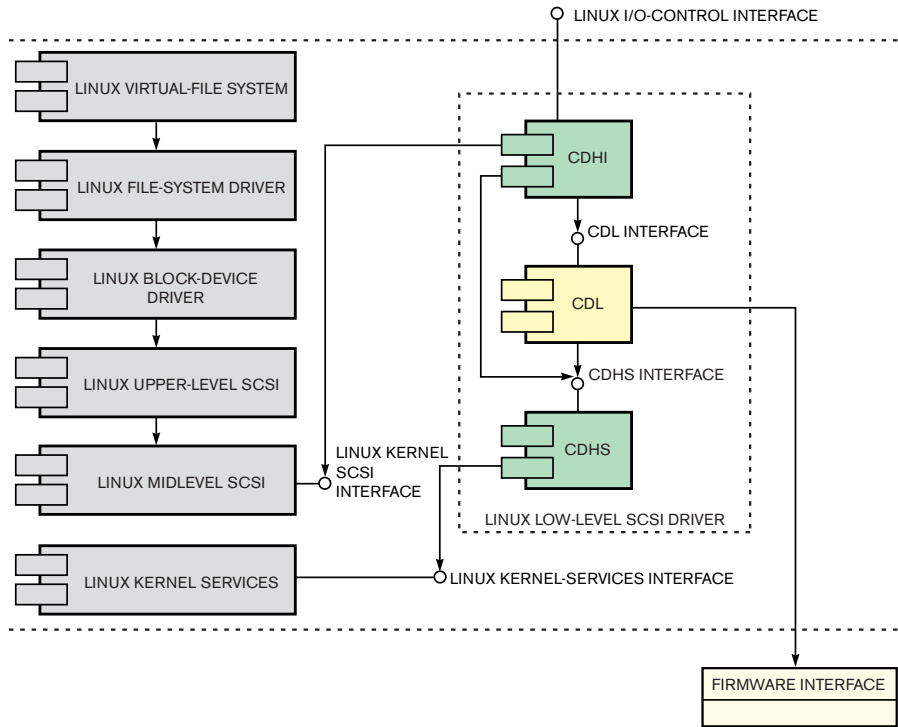 LINUX I/O-CONTROL INTERFACE
LINUX VIRTUAL-FILE SYSTEM
LINUX FILE-SYSTEM DRIVER
LINUX BLOCK-DEVICE
DRIVER
LINUX UPPER-LEVEL SCSI
LINUX MIDLEVEL SCSI
LINUX KERNEL
SCSI
INTERFACE
LINUX KERNEL SERVICES
CDHI
CDL INTERFACE
CDL
CDHS INTERFACE
CDHS
LINUX LOW-LEVEL SCSI DRIVER
LINUX KERNEL-SERVICES INTERFACE
FIRMWARE INTERFACE